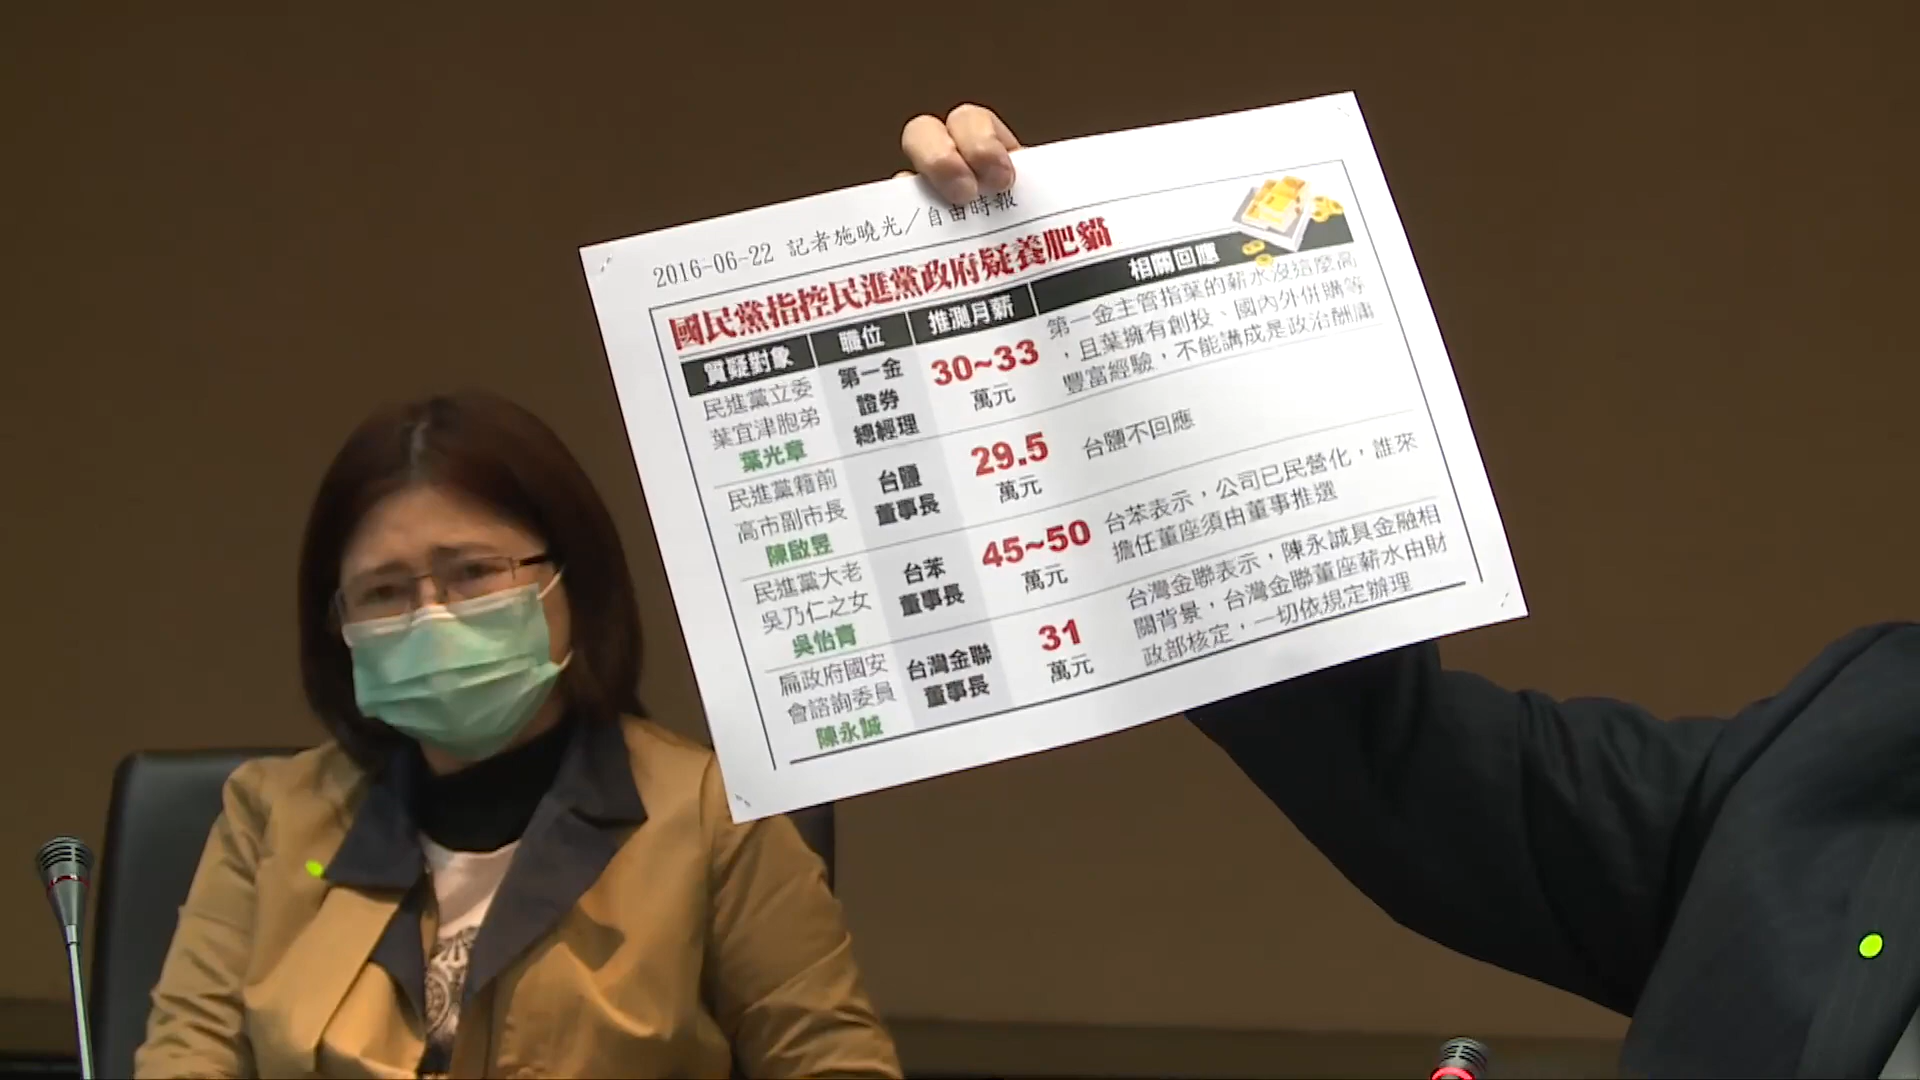 2016-06-22 記者施曉光／自由時報
國民黨指控民進黨政府疑養肥貓
質疑對象 職位 推測月薪 相關回應
民進黨立委
葉宜津胞弟
葉光章
第一金
證券
總經理
30~33
萬元
第一金主管指葉的薪水沒這麼高
，且葉擁有創投、國內外併購等
豐富經驗，不能講成是政治酬庸
民進黨籍前
高市副市長
陳啟昱
台鹽
董事長
29.5
萬元
台鹽不回應
民進黨大老
吳乃仁之女
吳怡青
台苯
董事長
45~50
萬元
台苯表示，公司已民營化，誰來
擔任董座須由董事推選
扁政府國安
會諮詢委員
陳永誠
台灣金聯
董事長
31
萬元
台灣金聯表示，陳永誠具金融相
關背景，台灣金聯董座薪水由財
政部核定，一切依規定辦理